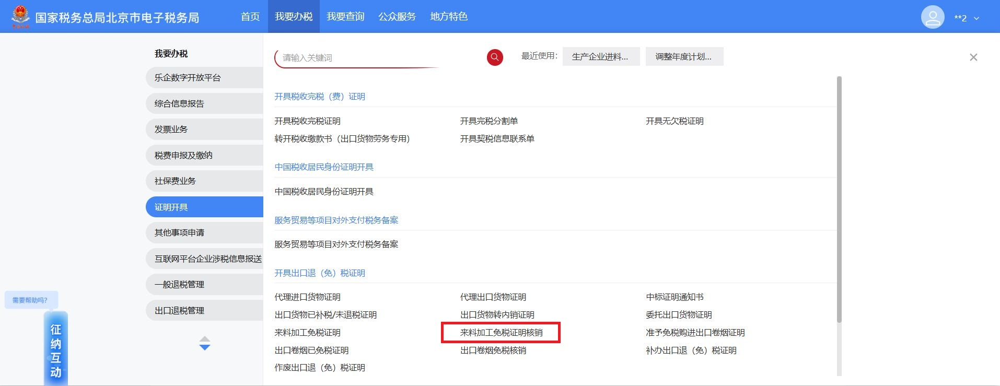 国家税务总局北京市电子税务局 首页 我要办税 我要查询 公众服务 地方特色 **2
我要办税
乐企数字开放平台
综合信息报告
发票业务
税费申报及缴纳
社保费业务
证明开具
其他事项申请
互联网平台企业涉税信息报送
一般退税管理
出口退税管理
需要帮助吗?
征纳互动
请输入关键词 最近使用: 生产企业进料... 调整年度计划...
开具税收完税（费）证明
开具税收完税证明 开具完税分割单 开具无欠税证明
转开税收缴款书（出口货物劳务专用） 开具契税信息联系单
中国税收居民身份证明开具
中国税收居民身份证明开具
服务贸易等项目对外支付税务备案
服务贸易等项目对外支付税务备案
开具出口退（免）税证明
代理进口货物证明 代理出口货物证明 中标证明通知书
出口货物已补税/未退税证明 出口货物转内销证明 委托出口货物证明
来料加工免税证明 来料加工免税证明核销 准予免税购进出口卷烟证明
出口卷烟已免税证明 出口卷烟免税核销 补办出口退（免）税证明
作废出口退（免）税证明